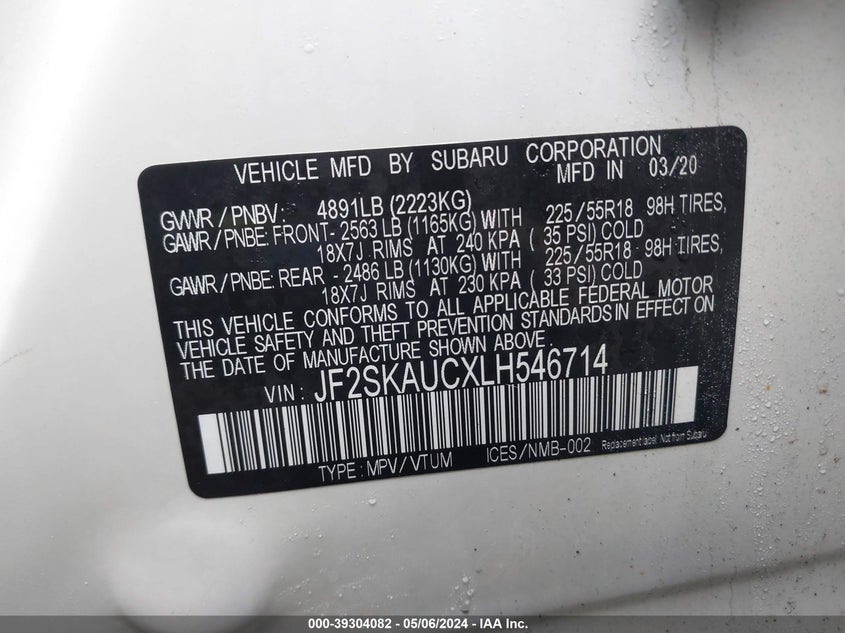 VEHICLE MFD BY SUBARU CORPORATION
MFD IN 03/20
GVWR / PNBV: 4891LB (2223KG)
GAWR / PNBE: FRONT- 2563 LB (1165KG) WITH 225/55R18 98H TIRES,
18X7J RIMS AT 240 KPA ( 35 PSI) COLD
GAWR / PNBE: REAR - 2486 LB (1130KG) WITH 225/55R18 98H TIRES,
18X7J RIMS AT 230 KPA ( 33 PSI) COLD
THIS VEHICLE CONFORMS TO ALL APPLICABLE FEDERAL MOTOR
VEHICLE SAFETY AND THEFT PREVENTION STANDARDS IN EFFECT ON
THE DATE OF MANUFACTURE SHOWN ABOVE.
VIN: JF2SKAUCXLH546714
TYPE: MPV/VTUM ICES/NMB-002 Replacement label. Not from Subaru
000-39304082 - 05/06/2024 - IAAI.com